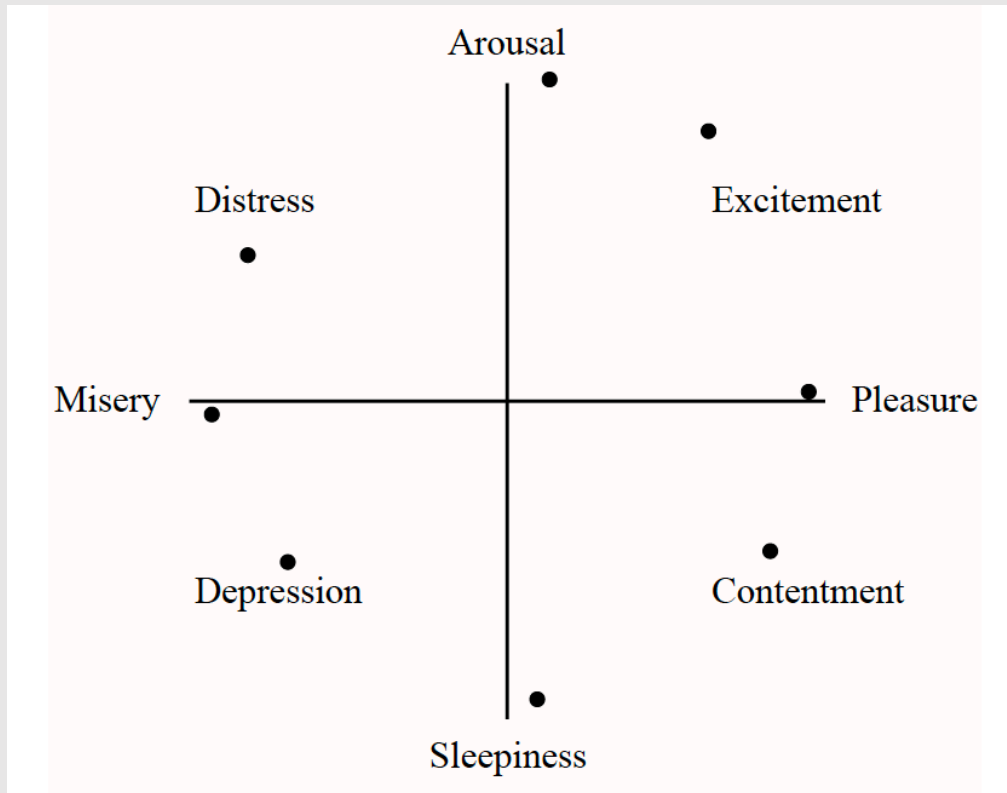 Arousal
Distress
Excitement
Misery
Pleasure
Depression
Contentment
Sleepiness